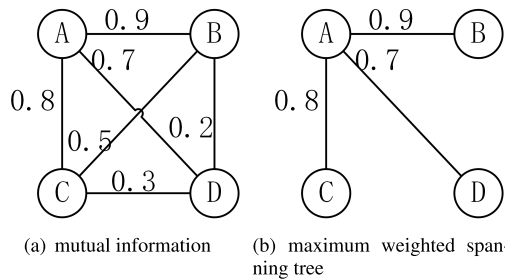 A 0.9 B
0.7
0.8
0.5 0.2
C 0.3 D
(a) mutual information
A 0.9 B
0.7
0.8
C D
(b) maximum weighted span-
ning tree